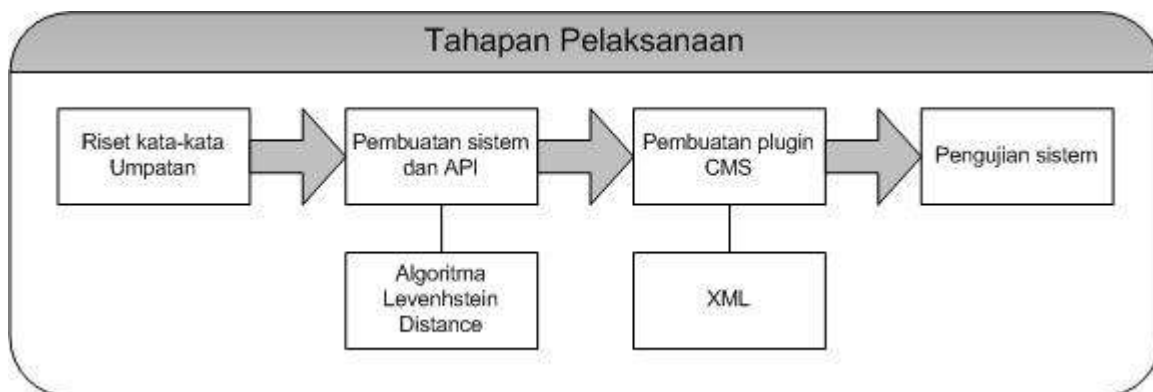 Tahapan Pelaksanaan
Riset kata-kata
Umpatan
Pembuatan sistem
dan API
Pembuatan plugin
CMS
Pengujian sistem
Algoritma
Levenhstein
Distance
XML